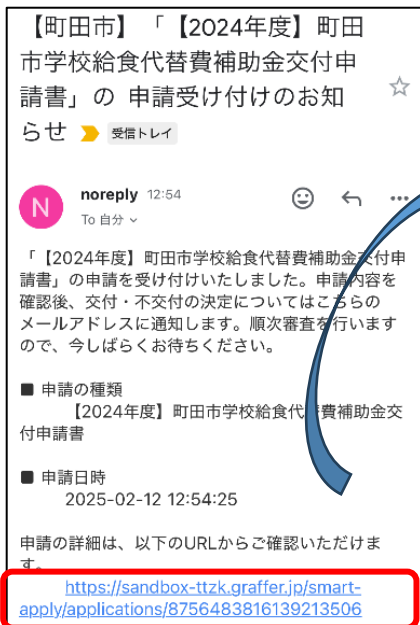 【町田市】「【2024年度】町田
市学校給食代替費補助金交付申
請書」の 申請受け付けのお知
らせ 受信トレイ
N
noreply 12:54
To 自分
「【2024年度】町田市学校給食代替費補助金交付申
請書」の申請を受け付けいたしました。申請内容を
確認後、交付・不交付の決定についてはこちらの
メールアドレスに通知します。順次審査を行います
ので、今しばらくお待ちください。
■ 申請の種類
【2024年度】町田市学校給食代 費補助金交
付申請書
■ 申請日時
2025-02-12 12:54:25
申請の詳細は、以下のURLからご確認いただけま
す。
https://sandbox-ttzk.graffer.jp/smart-
apply/applications/8756483816139213506